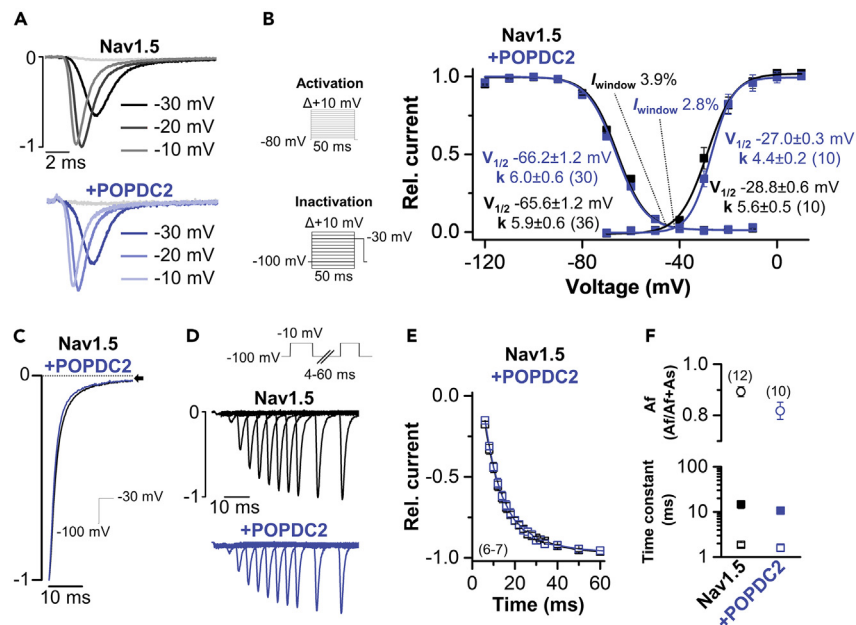 A
Nav1.5
0
-30 mV
-20 mV
-10 mV
-1
2 ms
+POPDC2
-30 mV
-20 mV
-10 mV
B
Activation
Δ+10 mV
-80 mV
50 ms
Inactivation
Δ+10 mV
-30 mV
-100 mV
50 ms
Nav1.5
+POPDC2
Iwindow 3.9%
Iwindow 2.8%
V1/2 -66.2±1.2 mV
k 6.0±0.6 (30)
V1/2 -65.6±1.2 mV
k 5.9±0.6 (36)
V1/2 -27.0±0.3 mV
k 4.4±0.2 (10)
V1/2 -28.8±0.6 mV
k 5.6±0.5 (10)
Rel. current
1.0
0.5
0.0
-120
-80
-40
0
Voltage (mV)
C
Nav1.5
+POPDC2
0
-30 mV
-100 mV
-1
10 ms
D
-10 mV
-100 mV
4-60 ms
Nav1.5
0
-1
10 ms
+POPDC2
E
Nav1.5
+POPDC2
Rel. current
0.0
-0.5
-1.0
(6-7)
0 20 40 60
Time (ms)
F
Af
(Af/Af+As)
1.0
0.9
0.8
(12)
(10)
Time constant
(ms)
100
10
1
Nav1.5
+POPDC2